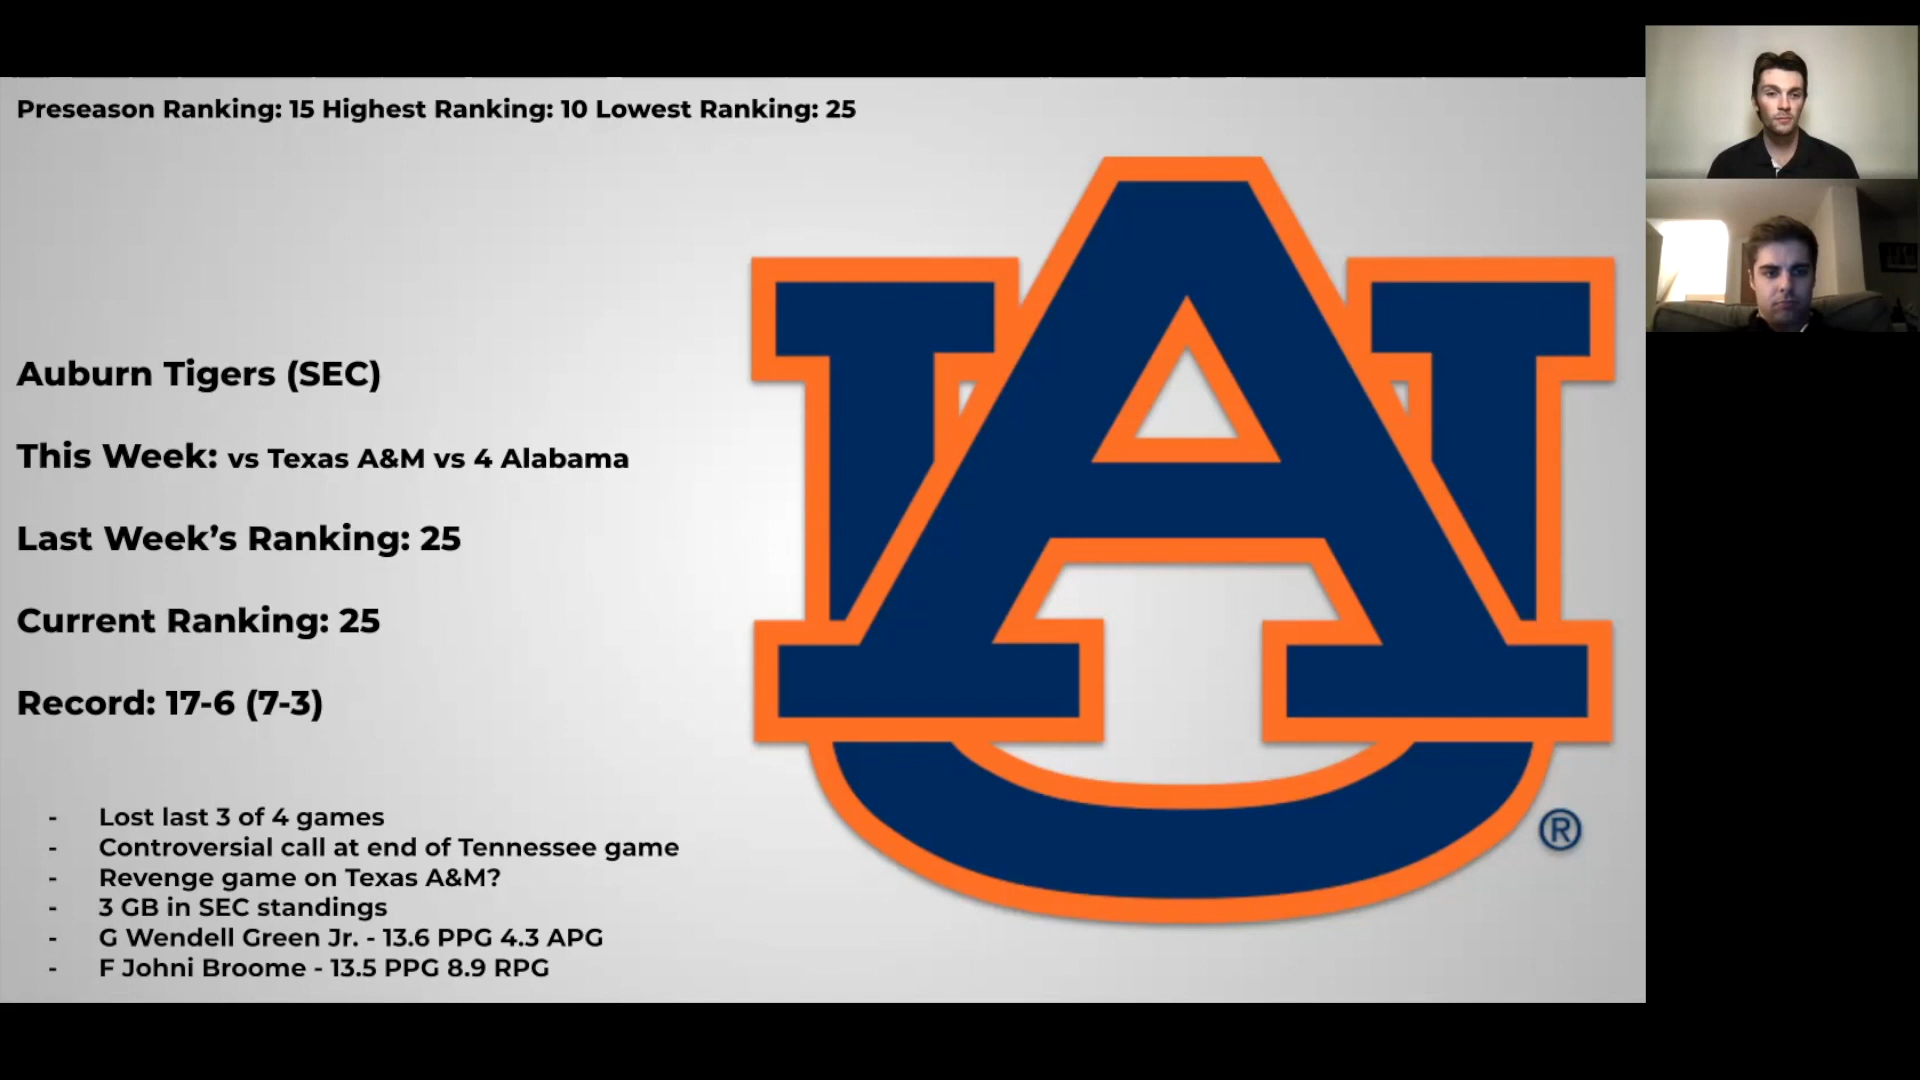 Preseason Ranking: 15 Highest Ranking: 10 Lowest Ranking: 25
Auburn Tigers (SEC)
This Week: vs Texas A&M vs 4 Alabama
Last Week’s Ranking: 25
Current Ranking: 25
Record: 17-6 (7-3)
- Lost last 3 of 4 games
- Controversial call at end of Tennessee game
- Revenge game on Texas A&M?
- 3 GB in SEC standings
- G Wendell Green Jr. - 13.6 PPG 4.3 APG
- F Johni Broome - 13.5 PPG 8.9 RPG
AU
®